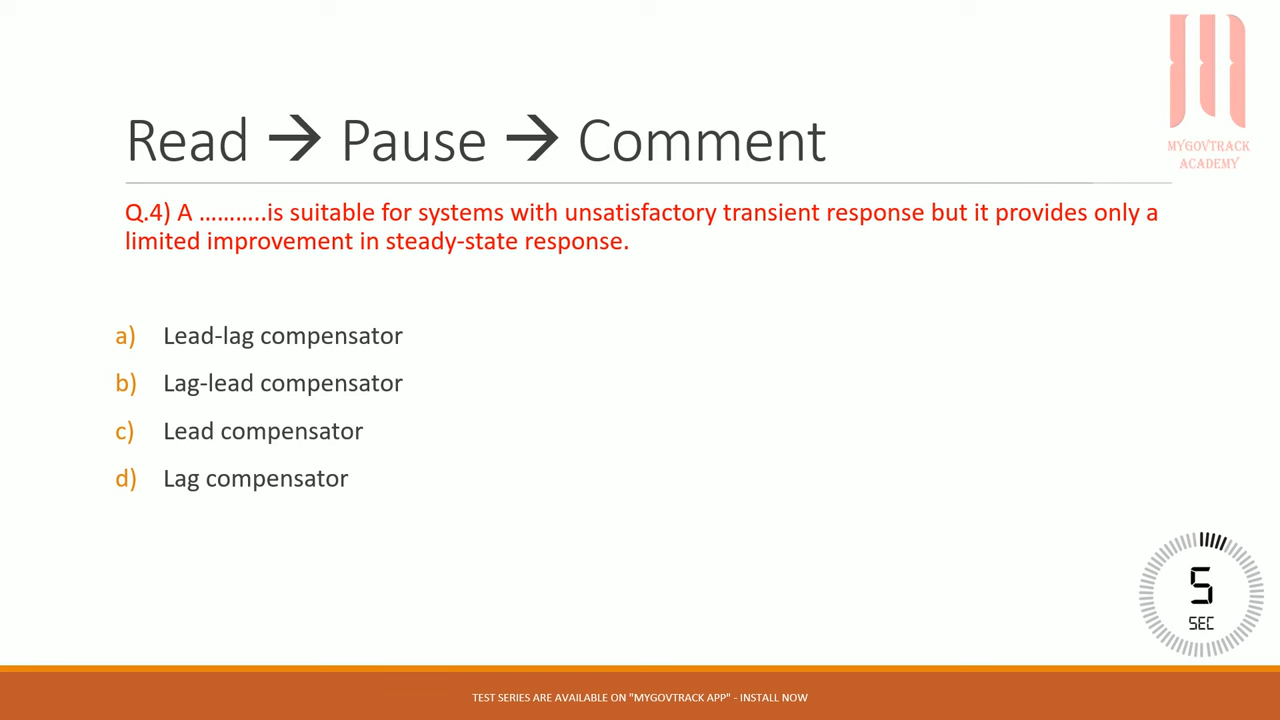 MYGOVTRACK
ACADEMY
Read → Pause → Comment
Q.4) A ………..is suitable for systems with unsatisfactory transient response but it provides only a
limited improvement in steady-state response.
a) Lead-lag compensator
b) Lag-lead compensator
c) Lead compensator
d) Lag compensator
5
SEC
TEST SERIES ARE AVAILABLE ON "MYGOVTRACK APP" - INSTALL NOW